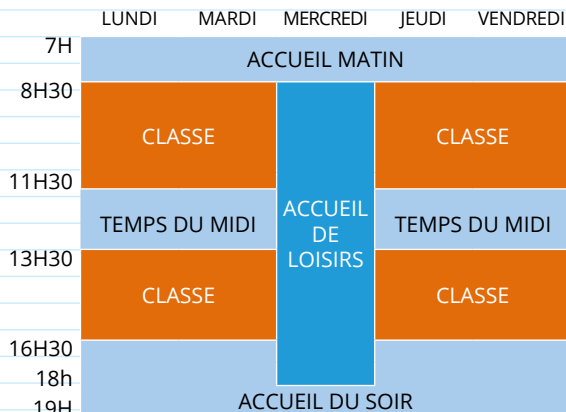 LUNDI MARDI MERCREDI JEUDI VENDREDI
7H
ACCUEIL MATIN
8H30
CLASSE CLASSE
11H30
ACCUEIL
DE
LOISIRS
TEMPS DU MIDI TEMPS DU MIDI
13H30
CLASSE CLASSE
16H30
18h
ACCUEIL DU SOIR
19H